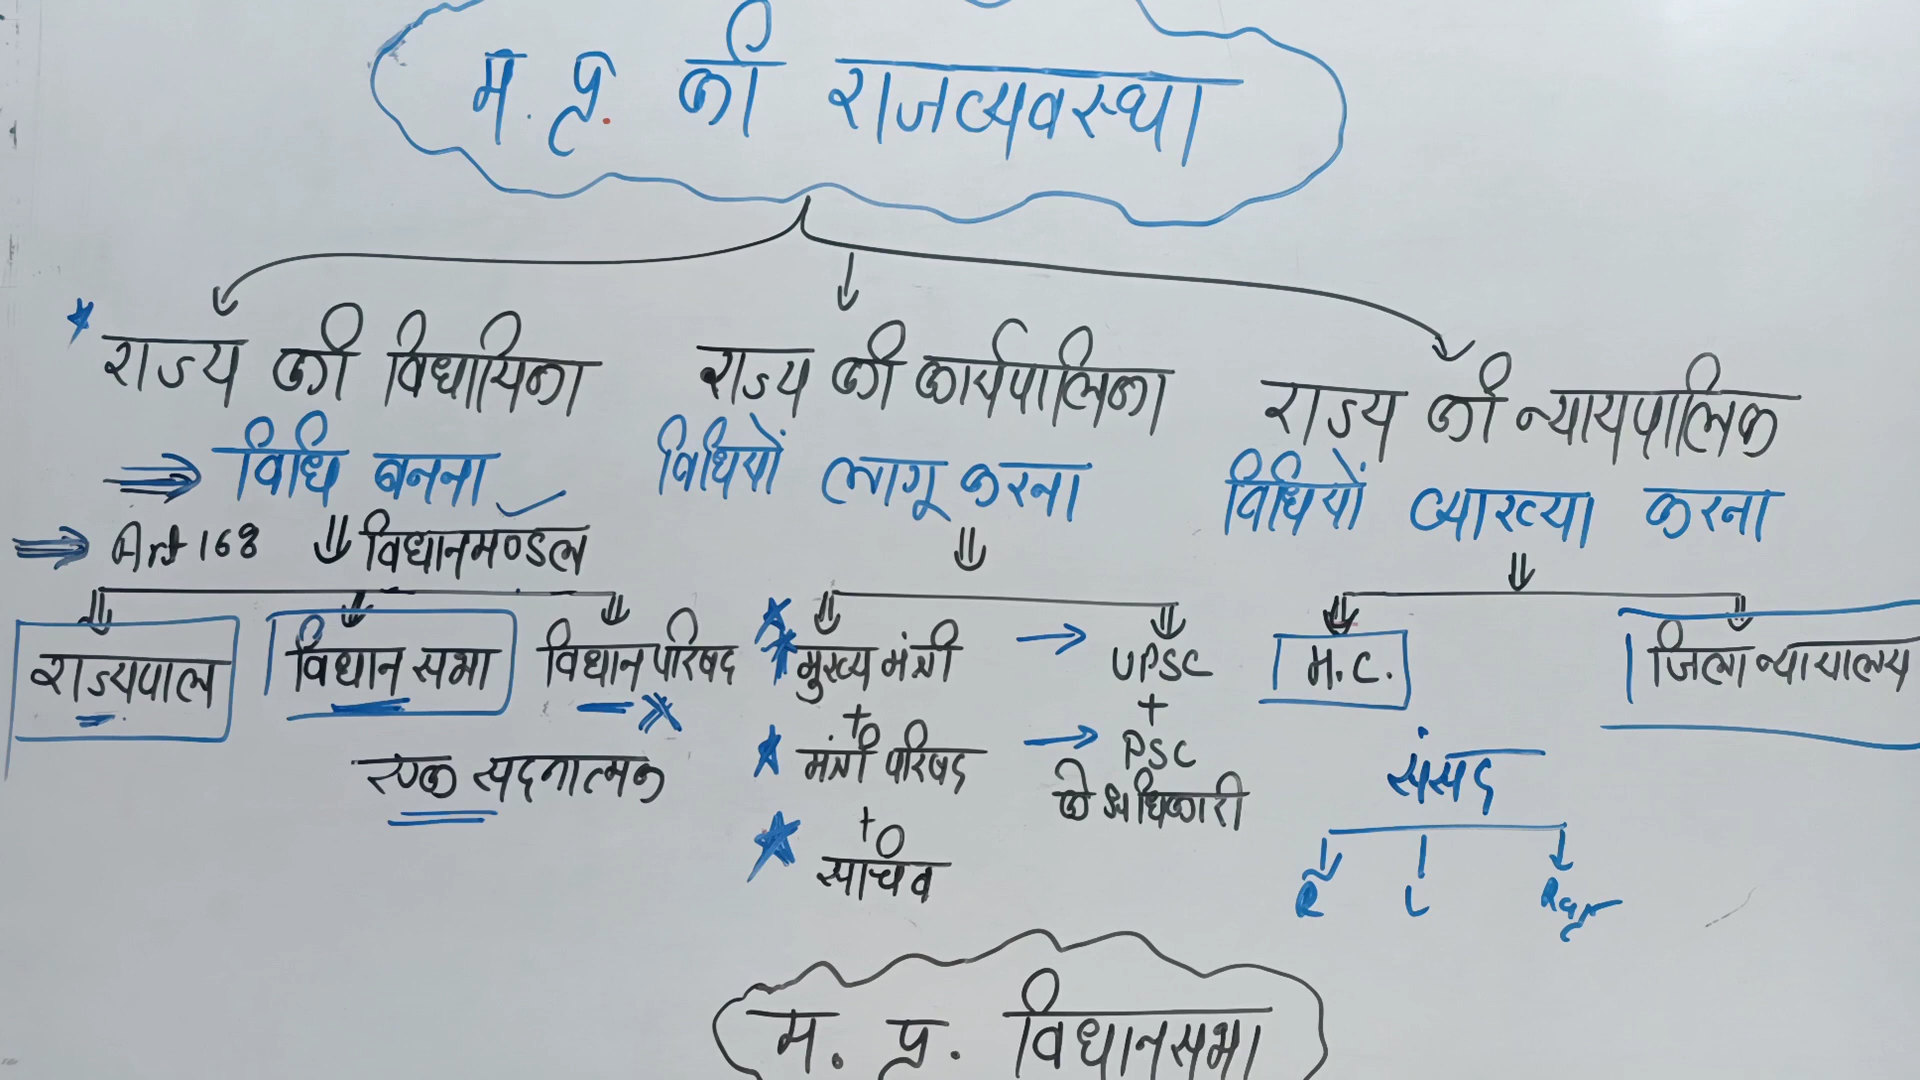 म. प्र. की राजव्यवस्था
राज्य की विधायिका
विधि बनना
Art 168 विधानमण्डल
राज्यपाल विधान सभा विधान परिषद
एक सदनात्मक
राज्य की कार्यपालिका
विधियों लागू करना
मुख्य मंत्री
+
मंत्री परिषद
+
सचिव
UPSC
+
PSC
के अधिकारी
राज्य की न्यायपालिक
विधियों व्याख्या करना
म.C. जिला न्यायालय
संसद
R L
म. प्र. विधानसभा